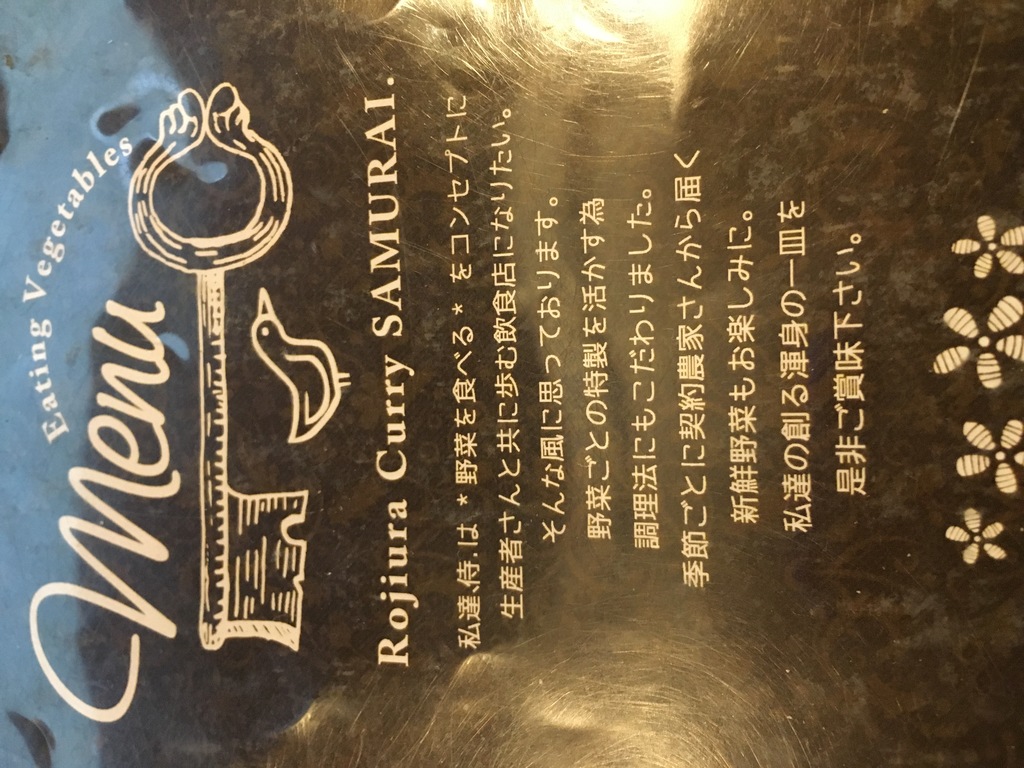 Eating Vegetables
Menu
Rojiura Curry SAMURAI.
私達、侍.は *野菜を食べる* をコンセプトに
生産者さんと共に歩む飲食店になりたい。
そんな風に思っております。
野菜ごとの特製を活かす為
調理法にもこだわりました。
季節ごとに契約農家さんから届く
新鮮野菜もお楽しみに。
私達の創る渾身の一皿を
是非ご賞味下さい。